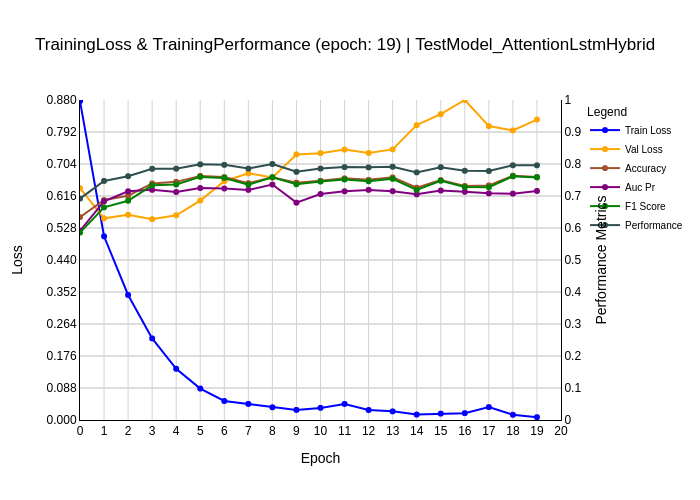 TrainingLoss & TrainingPerformance (epoch: 19) | TestModel_AttentionLstmHybrid
0.880
0.792
0.704
0.616
0.528
0.440
0.352
0.264
0.176
0.088
0.000
Loss
1
0.9
0.8
0.7
0.6
0.5
0.4
0.3
0.2
0.1
0
Performance Metrics
Legend
Train Loss
Val Loss
Accuracy
Auc Pr
F1 Score
Performance
0 1 2 3 4 5 6 7 8 9 10 11 12 13 14 15 16 17 18 19 20
Epoch